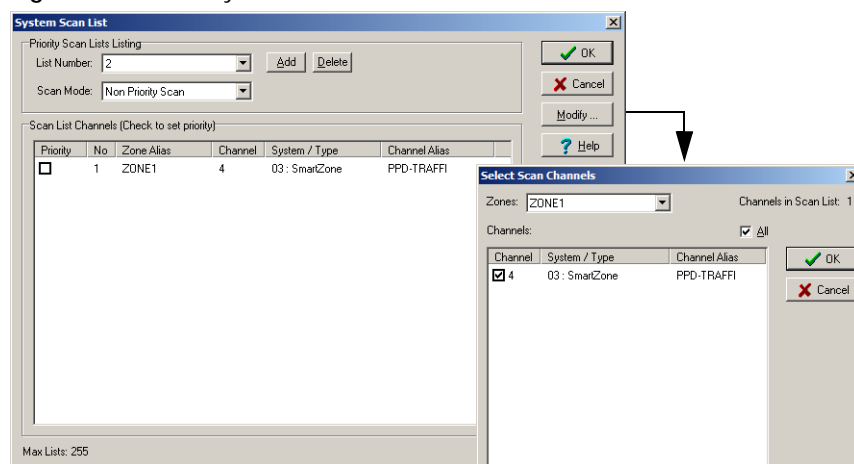 System Scan List
Priority Scan Lists Listing
List Number: 2
Add Delete
Scan Mode: Non Priority Scan
OK
Cancel
Modify ...
Help
Scan List Channels (Check to set priority)
Priority No Zone Alias Channel System / Type Channel Alias
1 ZONE1 4 03 : SmartZone PPD-TRAFFI
Max Lists: 255
Select Scan Channels
Zones: ZONE1
Channels in Scan List: 1
Channels:
All
Channel System / Type Channel Alias
4 03 : SmartZone PPD-TRAFFI
OK
Cancel